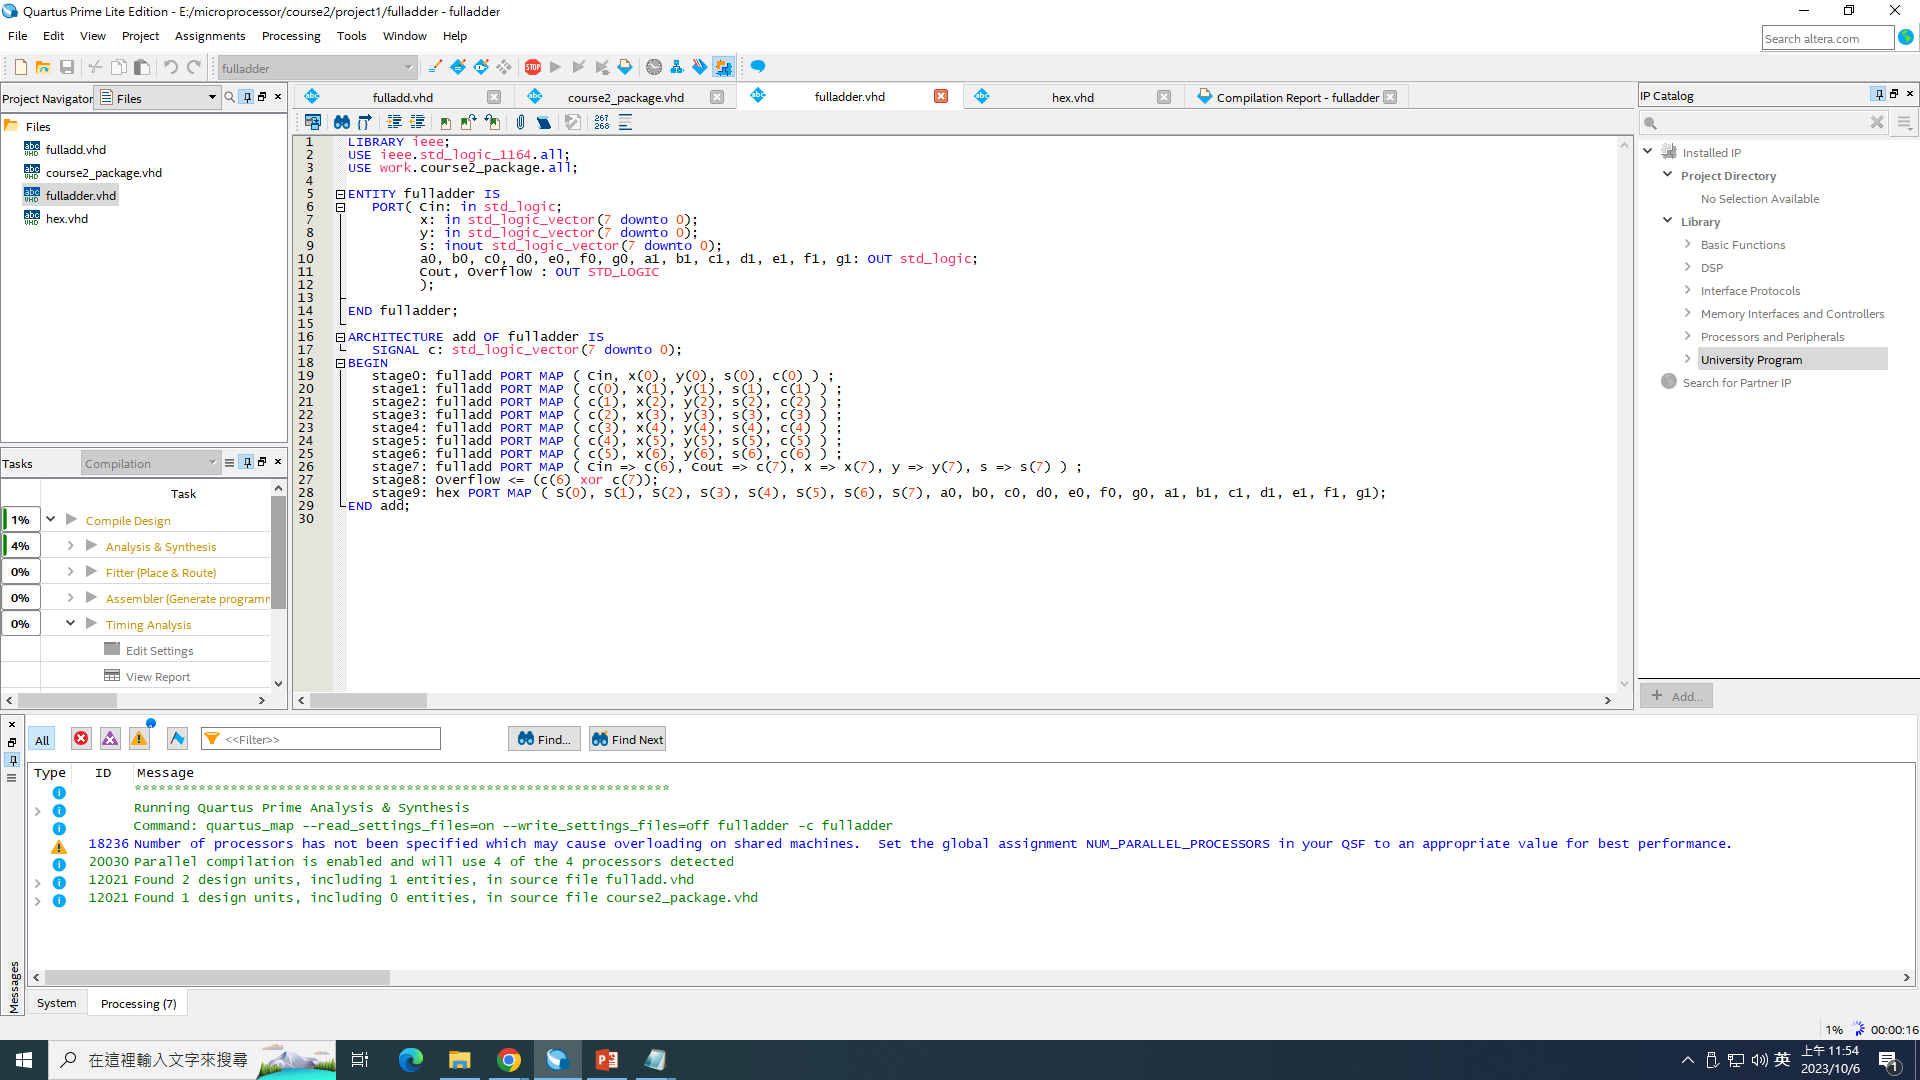 Quartus Prime Lite Edition - E:/microprocessor/course2/project1/fulladder - fulladder
File Edit View Project Assignments Processing Tools Window Help
Search altera.com
fulladder
STOP
Project Navigator Files
Files
fulladd.vhd
course2_package.vhd
fulladder.vhd
hex.vhd
Tasks Compilation
Task
1% Compile Design
4% Analysis & Synthesis
0% Fitter (Place & Route)
0% Assembler (Generate programm
0% Timing Analysis
Edit Settings
View Report
fulladd.vhd course2_package.vhd fulladder.vhd hex.vhd Compilation Report - fulladder
267
268
1 LIBRARY ieee;
2 USE ieee.std_logic_1164.all;
3 USE work.course2_package.all;
4
5 ENTITY fulladder IS
6 PORT( Cin: in std_logic;
7 x: in std_logic_vector(7 downto 0);
8 y: in std_logic_vector(7 downto 0);
9 s: inout std_logic_vector(7 downto 0);
10 a0, b0, c0, d0, e0, f0, g0, a1, b1, c1, d1, e1, f1, g1: OUT std_logic;
11 Cout, Overflow : OUT STD_LOGIC
12 );
13
14 END fulladder;
15
16 ARCHITECTURE add OF fulladder IS
17 SIGNAL c: std_logic_vector(7 downto 0);
18 BEGIN
19 stage0: fulladd PORT MAP ( Cin, x(0), y(0), s(0), c(0) ) ;
20 stage1: fulladd PORT MAP ( c(0), x(1), y(1), s(1), c(1) ) ;
21 stage2: fulladd PORT MAP ( c(1), x(2), y(2), s(2), c(2) ) ;
22 stage3: fulladd PORT MAP ( c(2), x(3), y(3), s(3), c(3) ) ;
23 stage4: fulladd PORT MAP ( c(3), x(4), y(4), s(4), c(4) ) ;
24 stage5: fulladd PORT MAP ( c(4), x(5), y(5), s(5), c(5) ) ;
25 stage6: fulladd PORT MAP ( c(5), x(6), y(6), s(6), c(6) ) ;
26 stage7: fulladd PORT MAP ( Cin => c(6), Cout => c(7), x => x(7), y => y(7), s => s(7) ) ;
27 stage8: Overflow <= (c(6) xor c(7));
28 stage9: hex PORT MAP ( S(0), S(1), S(2), S(3), S(4), S(5), S(6), S(7), a0, b0, c0, d0, e0, f0, g0, a1, b1, c1, d1, e1, f1, g1);
29 END add;
30
IP Catalog
Installed IP
Project Directory
No Selection Available
Library
Basic Functions
DSP
Interface Protocols
Memory Interfaces and Controllers
Processors and Peripherals
University Program
Search for Partner IP
+ Add...
All <<Filter>> Find... Find Next
Type ID Message
*******************************************************************
Running Quartus Prime Analysis & Synthesis
Command: quartus_map --read_settings_files=on --write_settings_files=off fulladder -c fulladder
18236 Number of processors has not been specified which may cause overloading on shared machines. Set the global assignment NUM_PARALLEL_PROCESSORS in your QSF to an appropriate value for best performance.
20030 Parallel compilation is enabled and will use 4 of the 4 processors detected
12021 Found 2 design units, including 1 entities, in source file fulladd.vhd
12021 Found 1 design units, including 0 entities, in source file course2_package.vhd
Messages
System Processing (7)
1% 00:00:16
在這裡輸入文字來搜尋
英
上午 11:54
2023/10/6
1